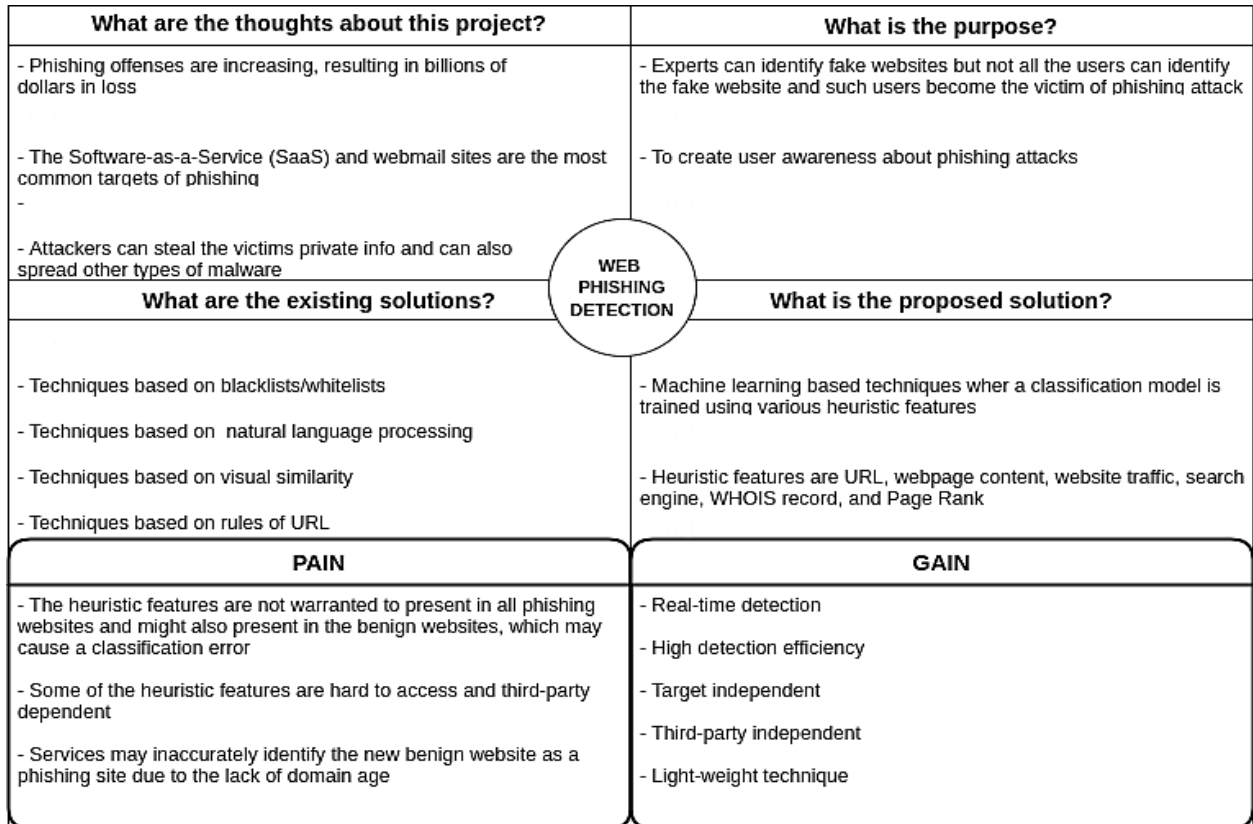 What are the thoughts about this project?
- Phishing offenses are increasing, resulting in billions of
dollars in loss
- The Software-as-a-Service (SaaS) and webmail sites are the most
common targets of phishing
-
- Attackers can steal the victims private info and can also
spread other types of malware
What is the purpose?
- Experts can identify fake websites but not all the users can identify
the fake website and such users become the victim of phishing attack
- To create user awareness about phishing attacks
WEB
PHISHING
DETECTION
What are the existing solutions?
- Techniques based on blacklists/whitelists
- Techniques based on  natural language processing
- Techniques based on visual similarity
- Techniques based on rules of URL
What is the proposed solution?
- Machine learning based techniques wher a classification model is
trained using various heuristic features
- Heuristic features are URL, webpage content, website traffic, search
engine, WHOIS record, and Page Rank
PAIN
- The heuristic features are not warranted to present in all phishing
websites and might also present in the benign websites, which may
cause a classification error
- Some of the heuristic features are hard to access and third-party
dependent
- Services may inaccurately identify the new benign website as a
phishing site due to the lack of domain age
GAIN
- Real-time detection
- High detection efficiency
- Target independent
- Third-party independent
- Light-weight technique